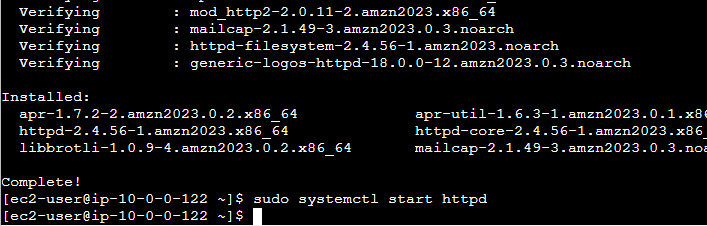 Verifying : mod_http2-2.0.11-2.amzn2023.x86_64
Verifying : mailcap-2.1.49-3.amzn2023.0.3.noarch
Verifying : httpd-filesystem-2.4.56-1.amzn2023.noarch
Verifying : generic-logos-httpd-18.0.0-12.amzn2023.0.3.noarch
Installed:
apr-1.7.2-2.amzn2023.0.2.x86_64 apr-util-1.6.3-1.amzn2023.0.1.x8
httpd-2.4.56-1.amzn2023.x86_64 httpd-core-2.4.56-1.amzn2023.x86_
libbrotli-1.0.9-4.amzn2023.0.2.x86_64 mailcap-2.1.49-3.amzn2023.0.3.noa
Complete!
[ec2-user@ip-10-0-0-122 ~]$ sudo systemctl start httpd
[ec2-user@ip-10-0-0-122 ~]$